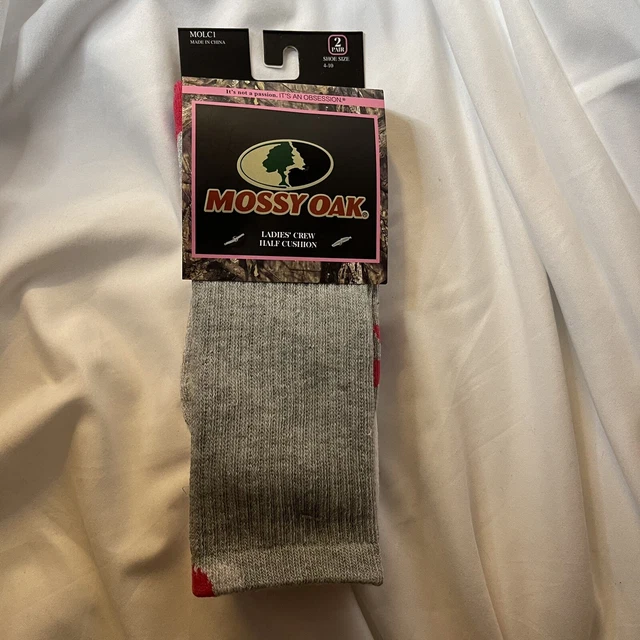 MOLC1
MADE IN CHINA
2
PAIR
SHOE SIZE
4-10
It's not a passion. IT'S AN OBSESSION.®
MOSSY OAK®
LADIES' CREW
HALF CUSHION